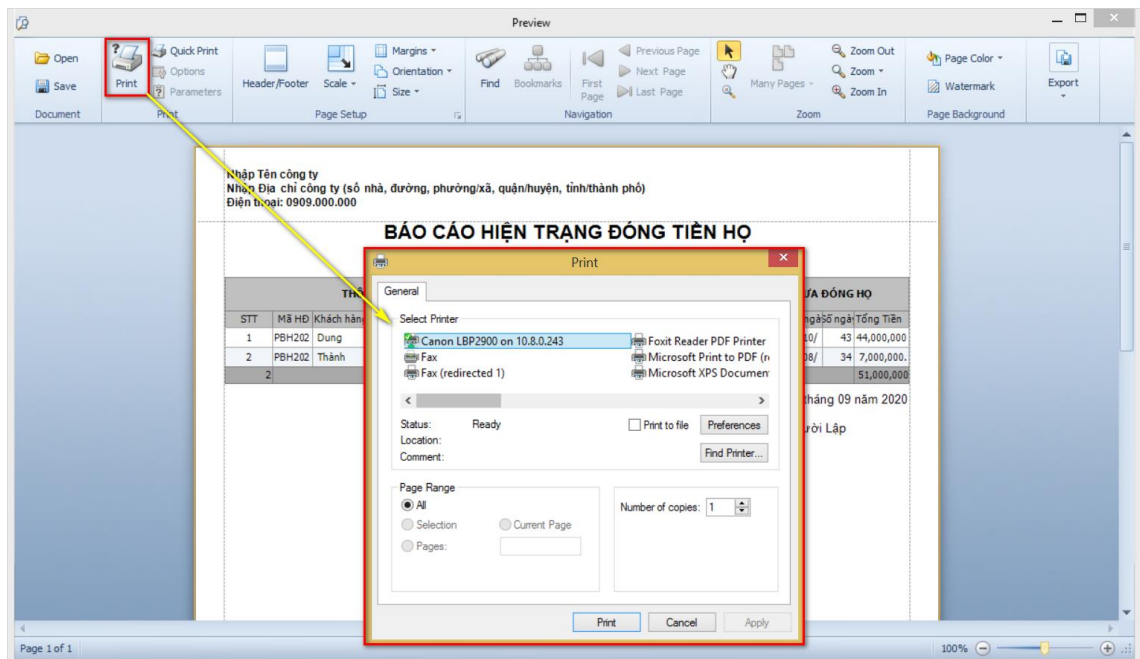 Preview
Open
Save
Document
Print
Quick Print
Options
Parameters
Print
Header/Footer
Scale
Margins
Orientation
Size
Page Setup
Find
Bookmarks
First Page
Previous Page
Next Page
Last Page
Navigation
Many Pages
Zoom Out
Zoom
Zoom In
Zoom
Page Color
Watermark
Page Background
Export
Nhập Tên công ty
Nhập Địa chỉ công ty (số nhà, đường, phường/xã, quận/huyện, tỉnh/thành phố)
Điện thoại: 0909.000.000
BÁO CÁO HIỆN TRẠNG ĐÓNG TIỀN HỌ
ĐÓNG HỌ
STT Mã HĐ Khách hàn Tổng Tiền
1 PBH202 Dung 10/ 43 44,000,000
2 PBH202 Thành 08/ 34 7,000,000.
2 51,000,000
tháng 09 năm 2020
Lập
Print
General
Select Printer
Canon LBP2900 on 10.8.0.243
Fax
Fax (redirected 1)
Foxit Reader PDF Printer
Microsoft Print to PDF (r
Microsoft XPS Documen
Status: Ready
Location:
Comment:
Print to file
Preferences
Find Printer...
Page Range
All
Selection
Current Page
Pages:
Number of copies: 1
Print
Cancel
Apply
Page 1 of 1
100%